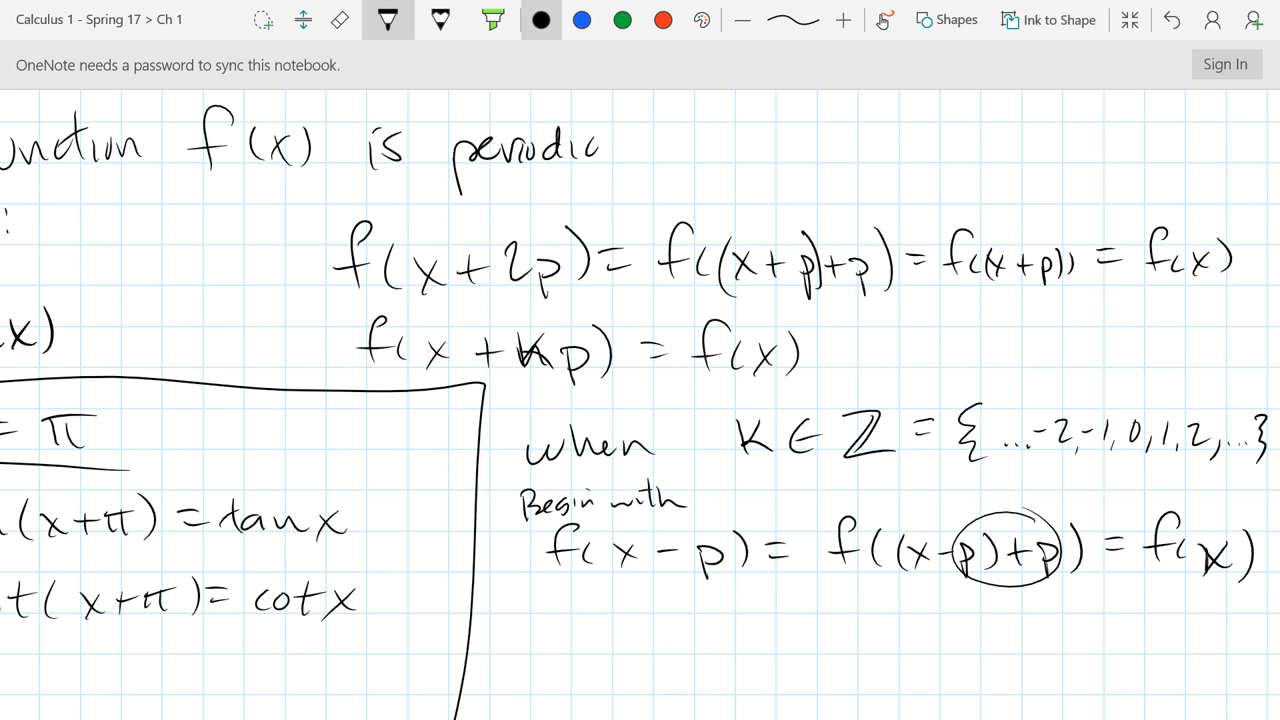 Calculus 1 - Spring 17 > Ch 1
Shapes
Ink to Shape
OneNote needs a password to sync this notebook.
Sign In
unction f(x) is periodic
:
f(x+2p) = f((x+p)+p) = f((x+p)) = f(x)
x)
f(x + kp) = f(x)
= π
when K ∈ ℤ = {...-2,-1,0,1,2,...}
Begin with
(x+π) = tan x
f(x - p) = f((x-p)+p)) = f(x)
t(x+π) = cot x